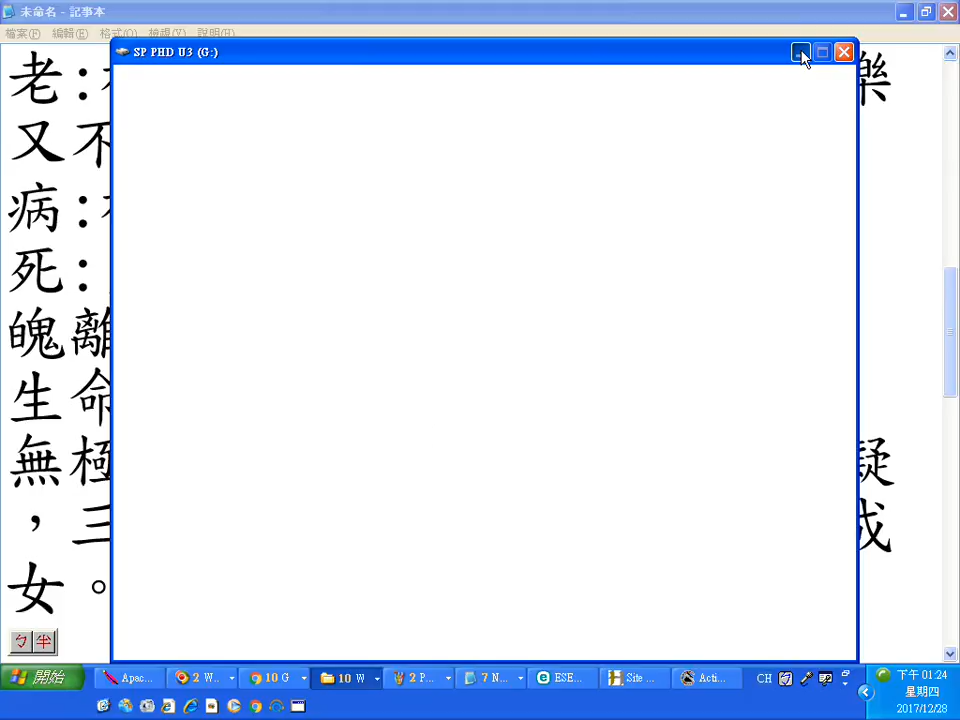 未命名 - 記事本
檔案(F) 編輯(E) 格式(O) 檢視(V) 說明(H)
SP PHD U3 (G:)
老: 樂
又不
病:
死:
魄離
生命
無極 疑
，三 成
女。
ㄅ 半
開始 Apac... 2 W... 10 G 10 W 2 P... 7 N... ESE... Site ... Acti... CH 下午 01:24
星期四
2017/12/28